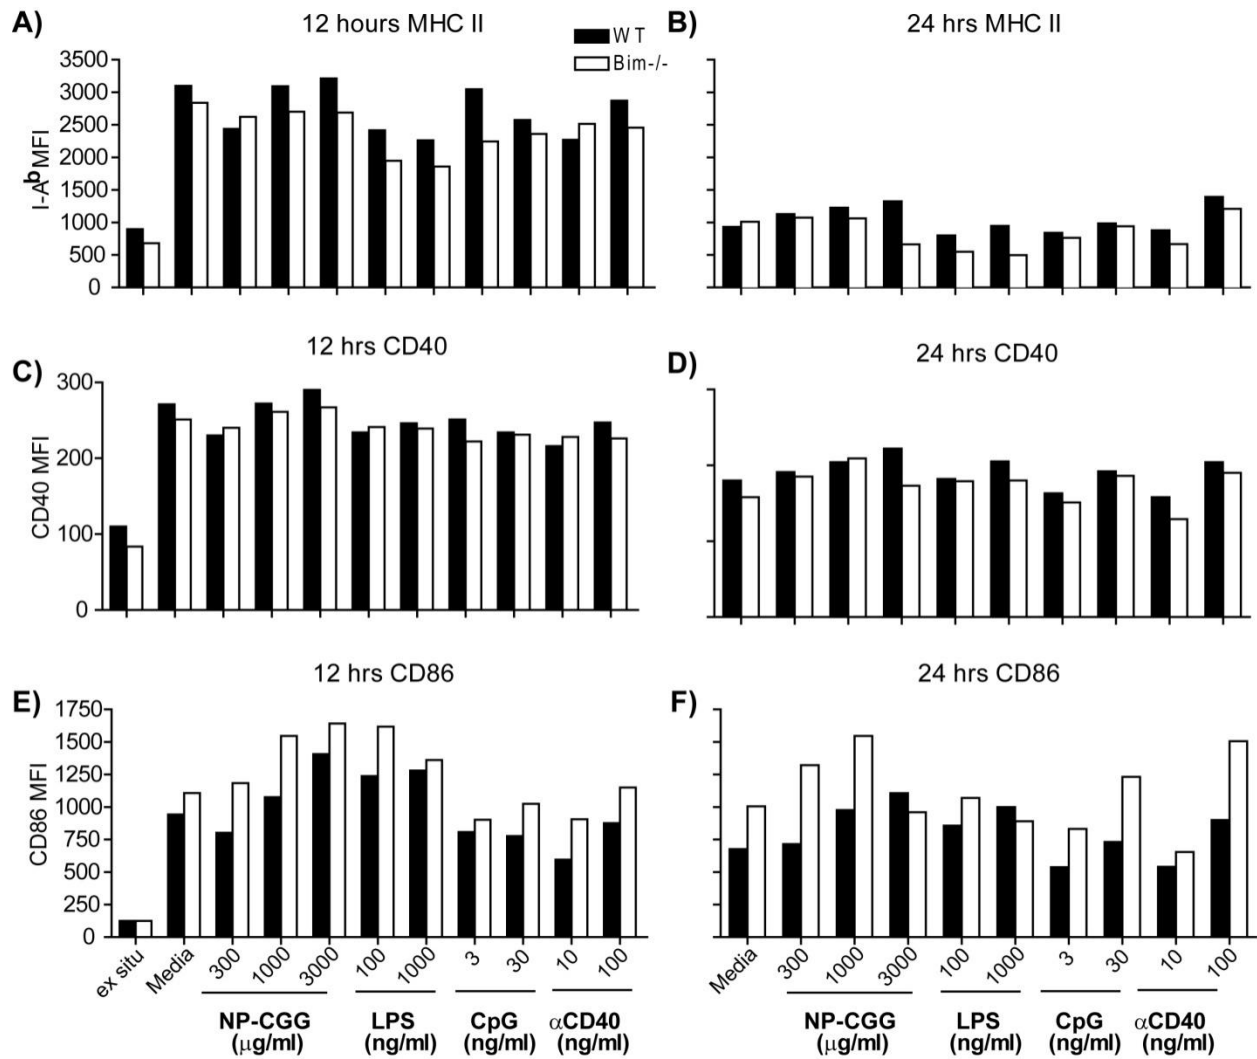 A) 12 hours MHC II
WT
Bim-/-
I-Ab MFI
3500
3000
2500
2000
1500
1000
500
0
B) 24 hrs MHC II
C) 12 hrs CD40
CD40 MFI
300
200
100
0
D) 24 hrs CD40
E) 12 hrs CD86
CD86 MFI
1750
1500
1250
1000
750
500
250
0
ex situ Media 300 1000 3000 100 1000 3 30 10 100
NP-CGG LPS CpG αCD40
(μg/ml) (ng/ml) (ng/ml) (ng/ml)
F) 24 hrs CD86
Media 300 1000 3000 100 1000 3 30 10 100
NP-CGG LPS CpG αCD40
(μg/ml) (ng/ml) (ng/ml) (ng/ml)